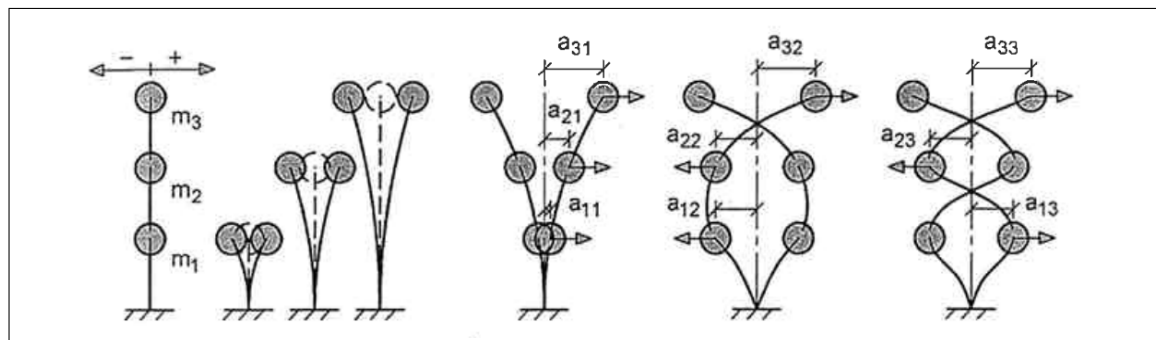 − +
m₃
m₂
m₁
a₃₁
a₂₁
a₁₁
a₃₂
a₂₂
a₁₂
a₃₃
a₂₃
a₁₃